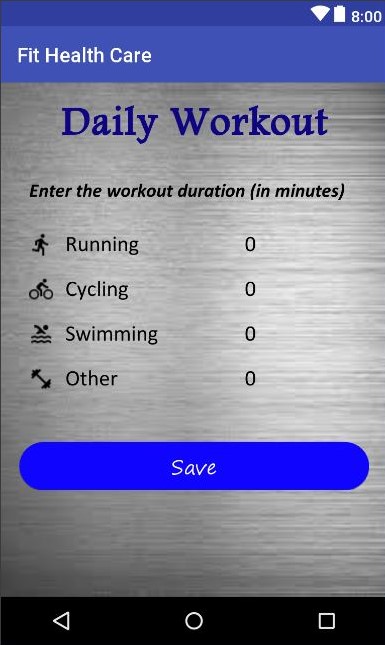 8:00
Fit Health Care
Daily Workout
Enter the workout duration (in minutes)
Running 0
Cycling 0
Swimming 0
Other 0
Save